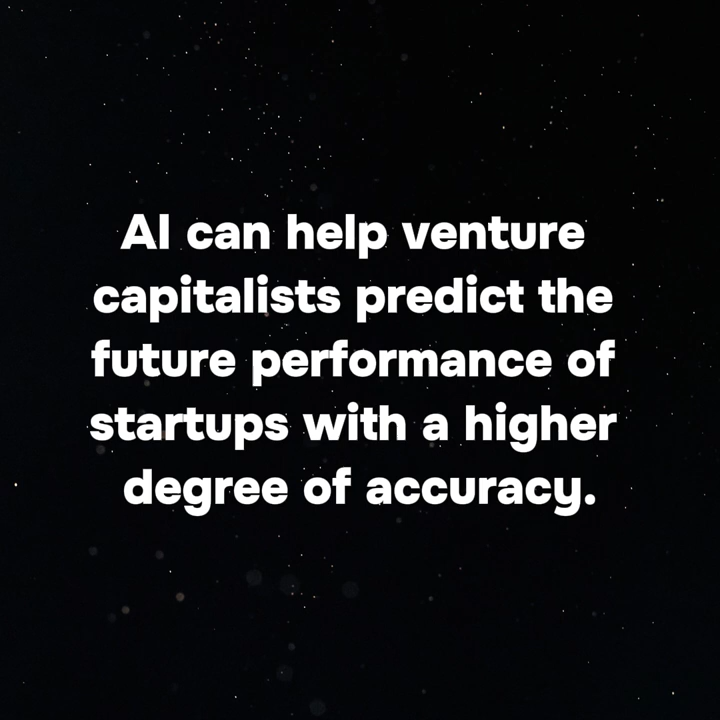 AI can help venture
capitalists predict the
future performance of
startups with a higher
degree of accuracy.